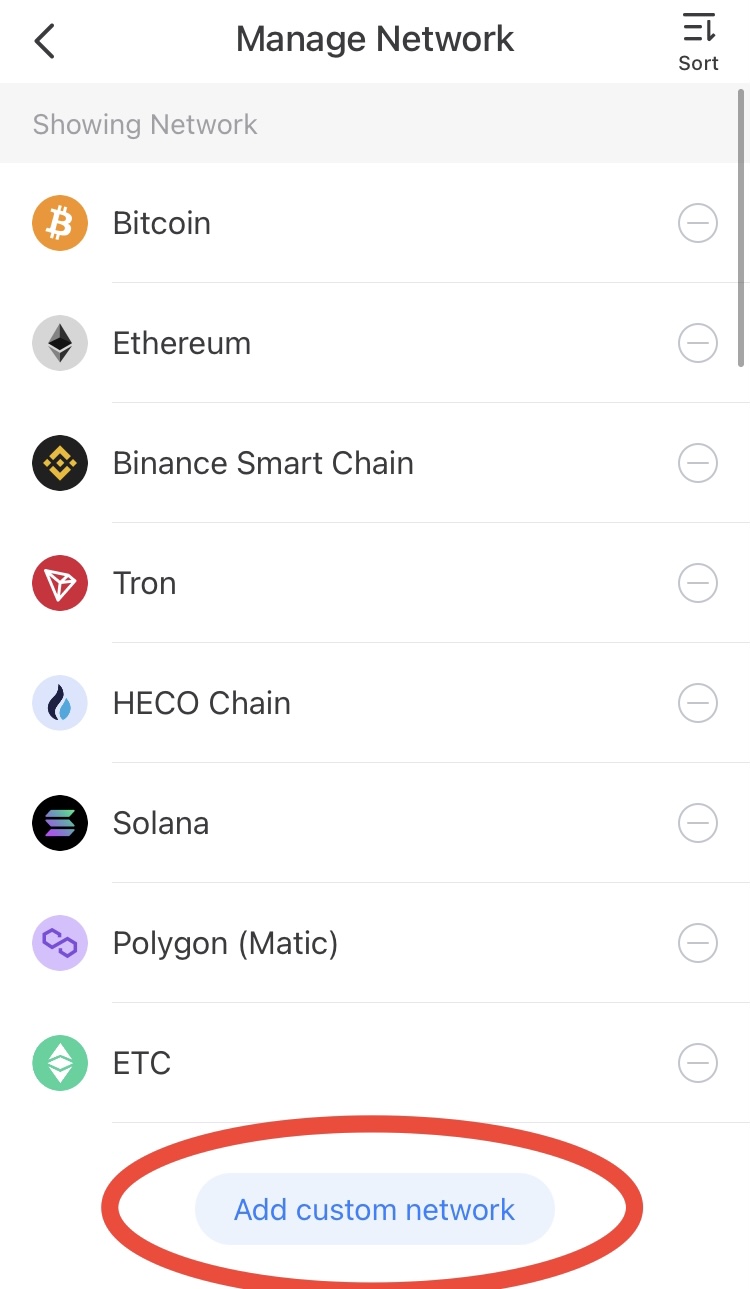 Manage Network
Sort
Showing Network
Bitcoin
Ethereum
Binance Smart Chain
Tron
HECO Chain
Solana
Polygon (Matic)
ETC
Add custom network